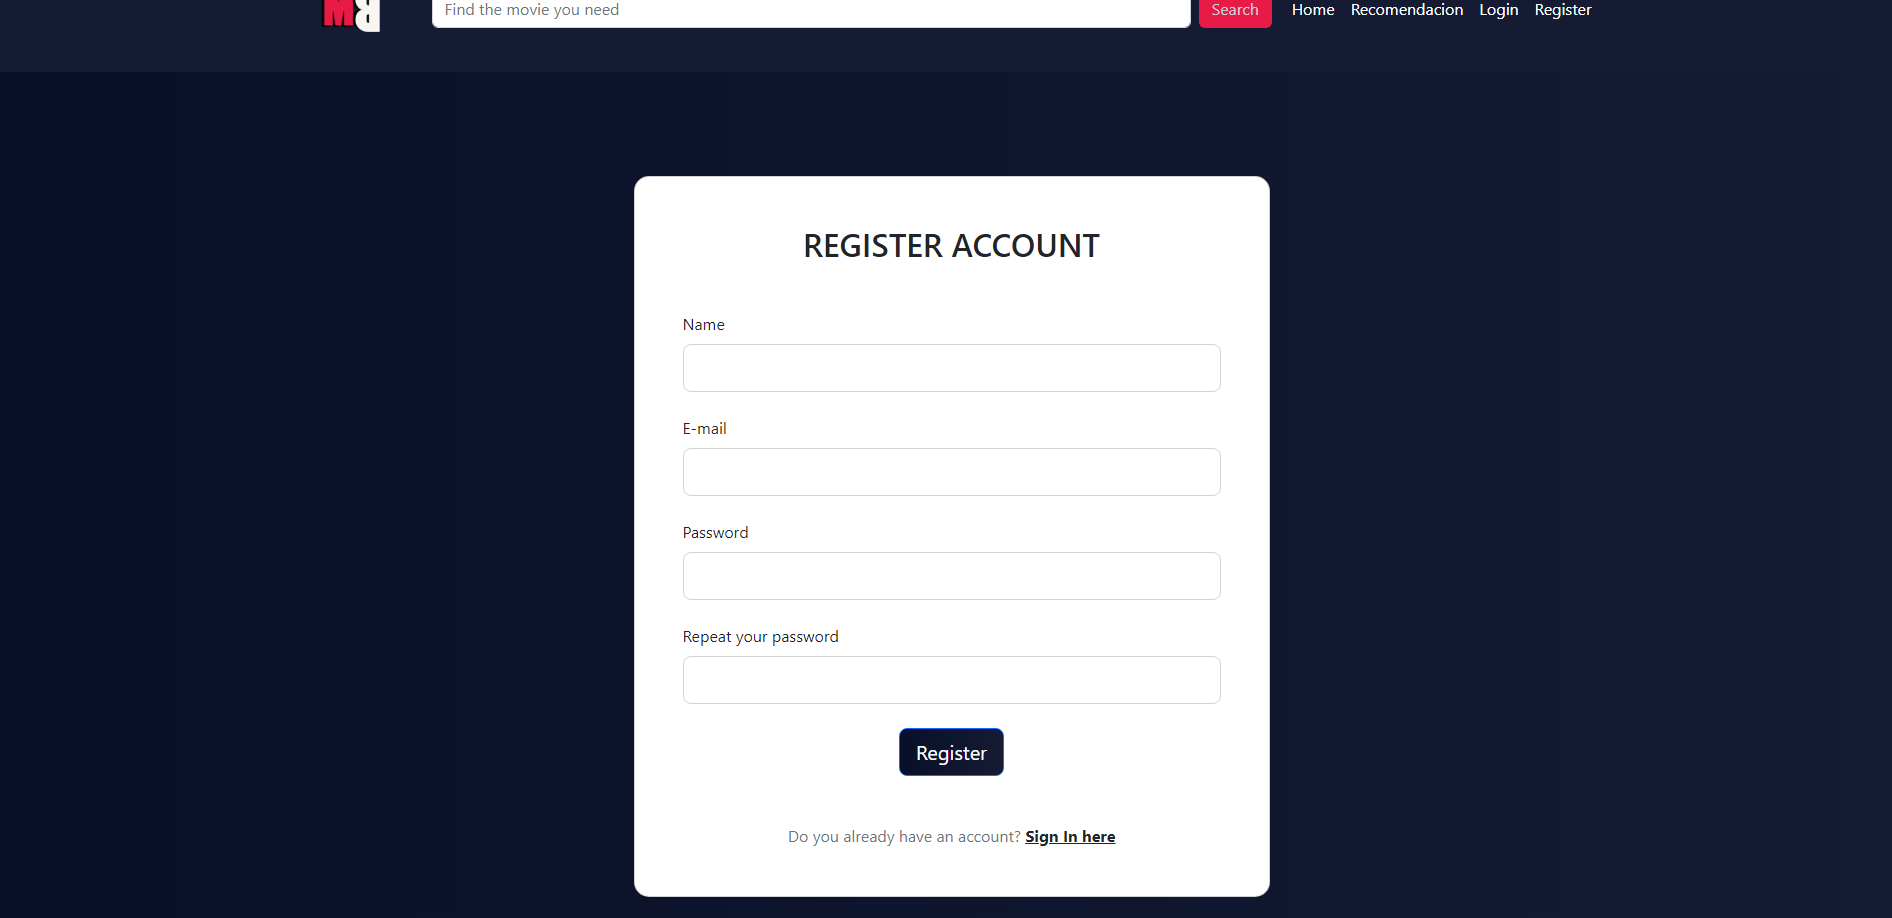 Find the movie you need Search Home Recomendacion Login Register
REGISTER ACCOUNT
Name
E-mail
Password
Repeat your password
Register
Do you already have an account? Sign In here